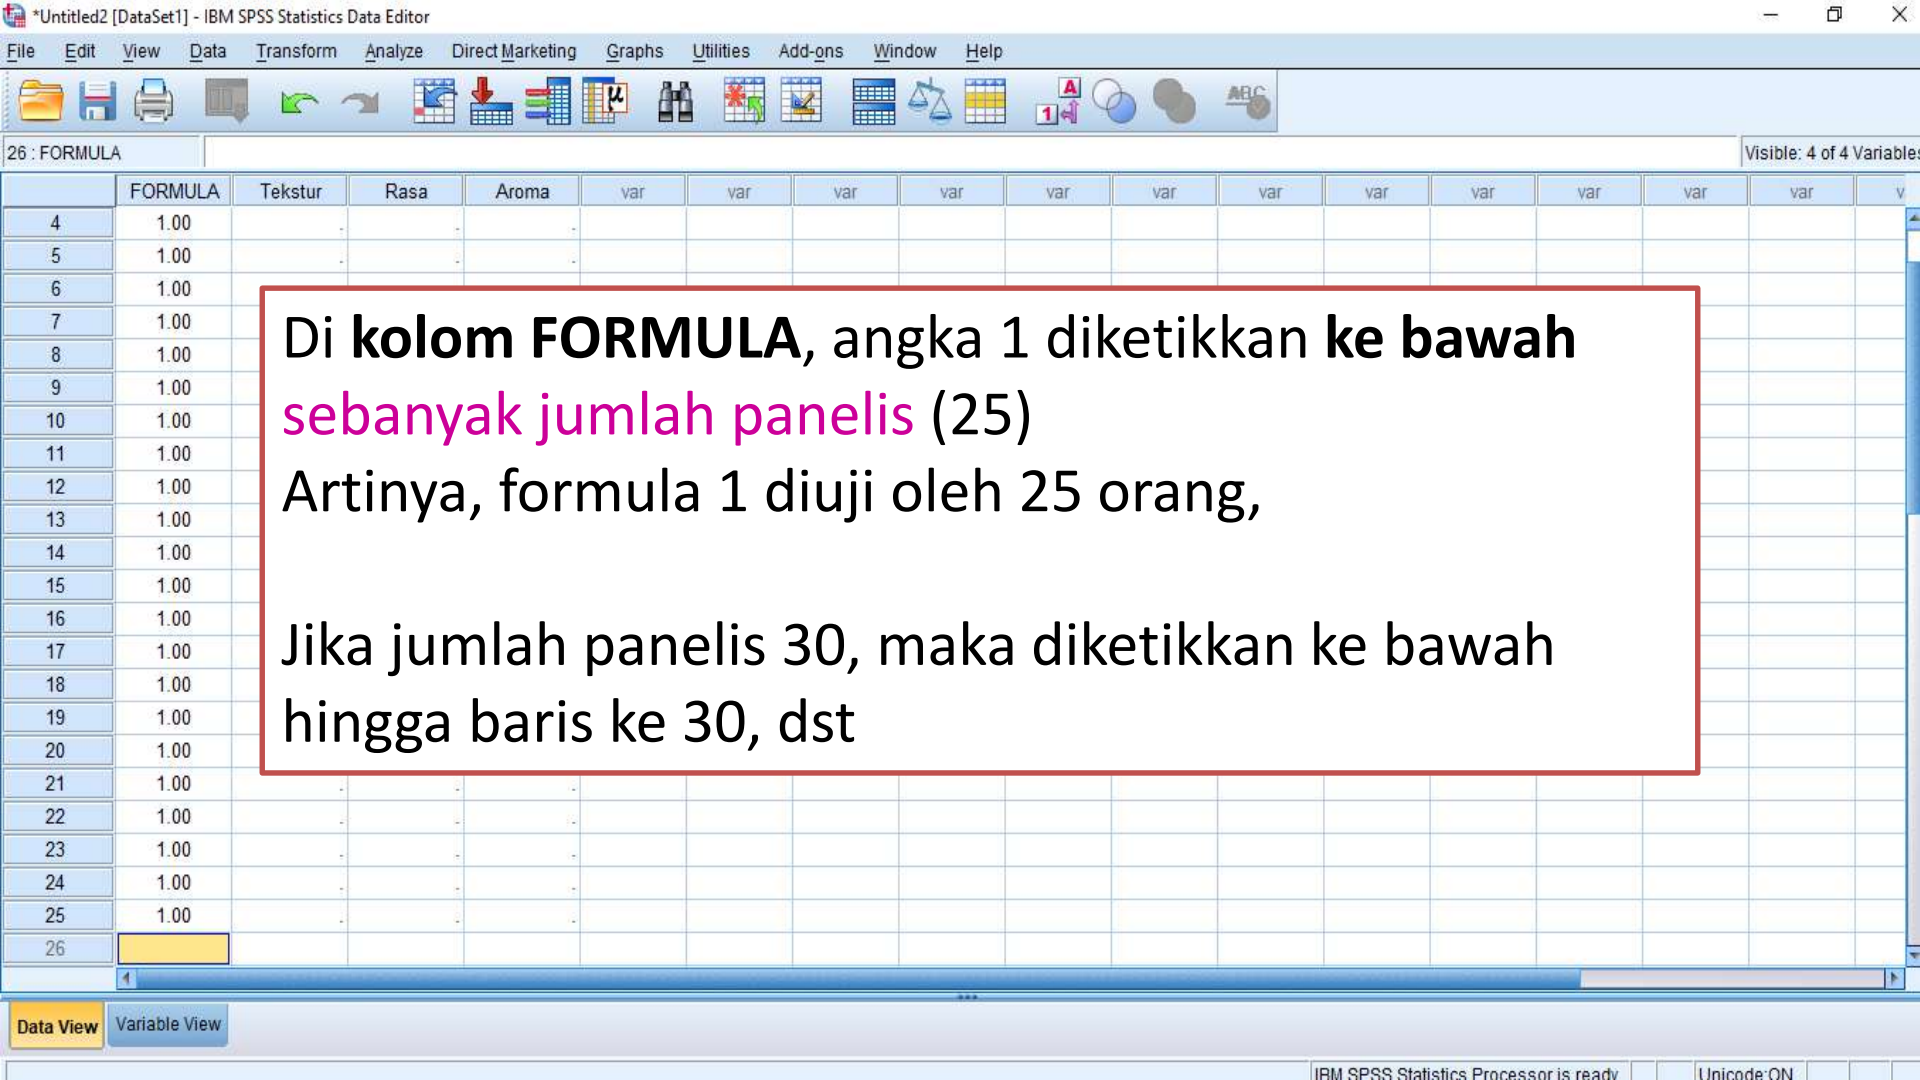 *Untitled2 [DataSet1] - IBM SPSS Statistics Data Editor
File Edit View Data Transform Analyze Direct Marketing Graphs Utilities Add-ons Window Help
26 : FORMULA Visible: 4 of 4 Variables
FORMULA Tekstur Rasa Aroma var var var var var var var var var var var var v
4 1.00 . . .
5 1.00 . . .
6 1.00
7 1.00
8 1.00
9 1.00
10 1.00
11 1.00
12 1.00
13 1.00
14 1.00
15 1.00
16 1.00
17 1.00
18 1.00
19 1.00
20 1.00
21 1.00 . . .
22 1.00 . . .
23 1.00 . . .
24 1.00 . . .
25 1.00 . . .
26
Di kolom FORMULA, angka 1 diketikkan ke bawah
sebanyak jumlah panelis (25)
Artinya, formula 1 diuji oleh 25 orang,
Jika jumlah panelis 30, maka diketikkan ke bawah
hingga baris ke 30, dst
Data View Variable View
IBM SPSS Statistics Processor is ready Unicode:ON